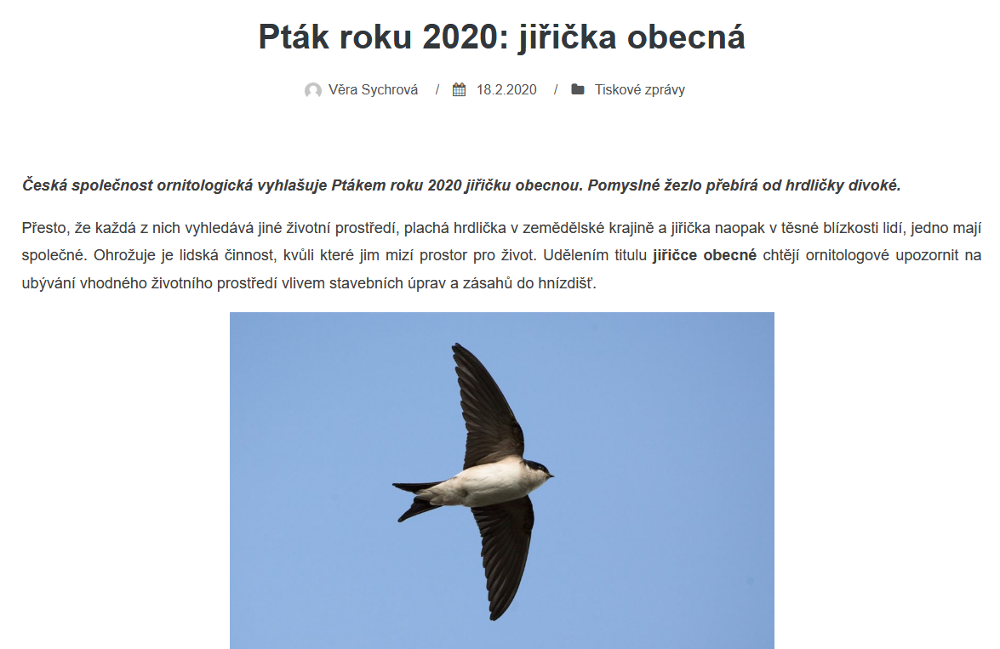 Pták roku 2020: jiřička obecná
Věra Sychrová / 18.2.2020 / Tiskové zprávy
Česká společnost ornitologická vyhlašuje Ptákem roku 2020 jiřičku obecnou. Pomyslné žezlo přebírá od hrdličky divoké.
Přesto, že každá z nich vyhledává jiné životní prostředí, plachá hrdlička v zemědělské krajině a jiřička naopak v těsné blízkosti lidí, jedno mají
společné. Ohrožuje je lidská činnost, kvůli které jim mizí prostor pro život. Udělením titulu jiřičce obecné chtějí ornitologové upozornit na
ubývání vhodného životního prostředí vlivem stavebních úprav a zásahů do hnízdišť.